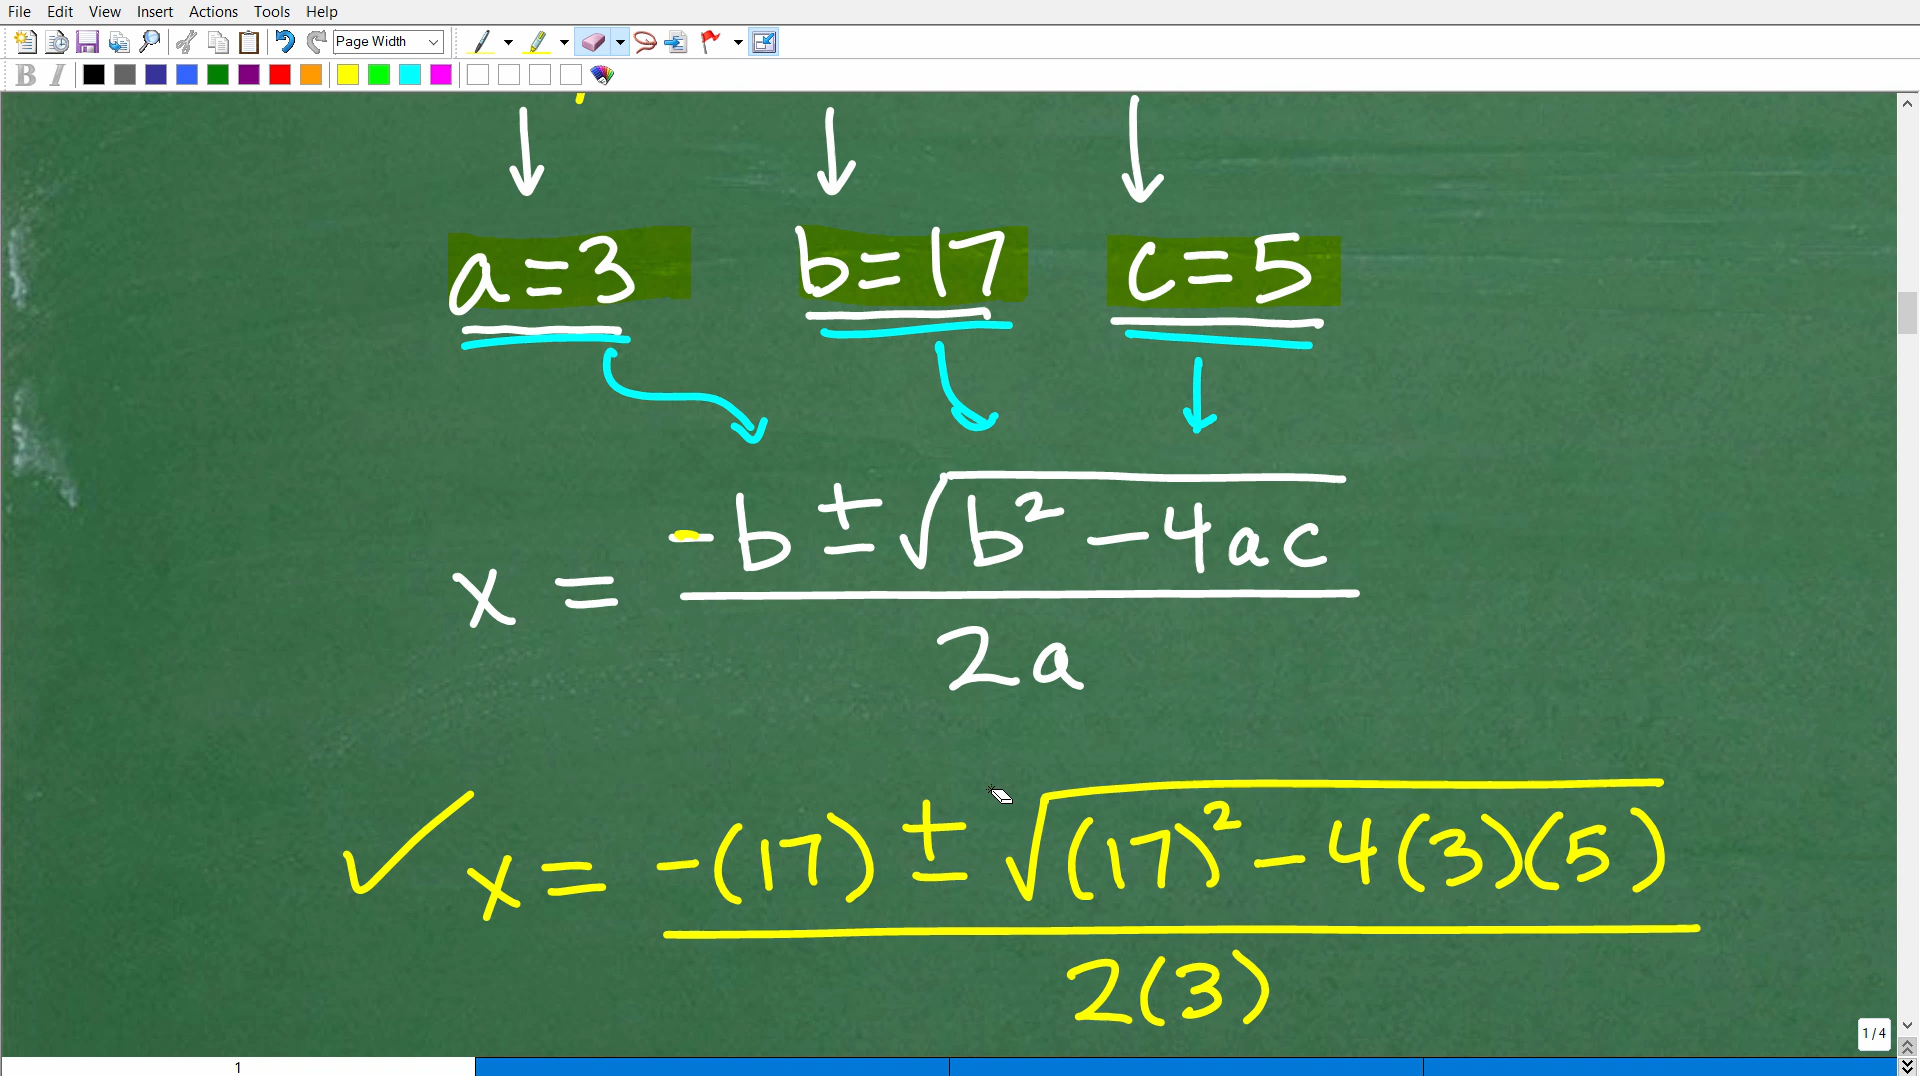 File Edit View Insert Actions Tools Help
Page Width
B I
a=3 b=17 c=5
x = -b ± √b² - 4ac
2a
✓ x = -(17) ± √(17)² - 4(3)(5)
2(3)
1 / 4
1